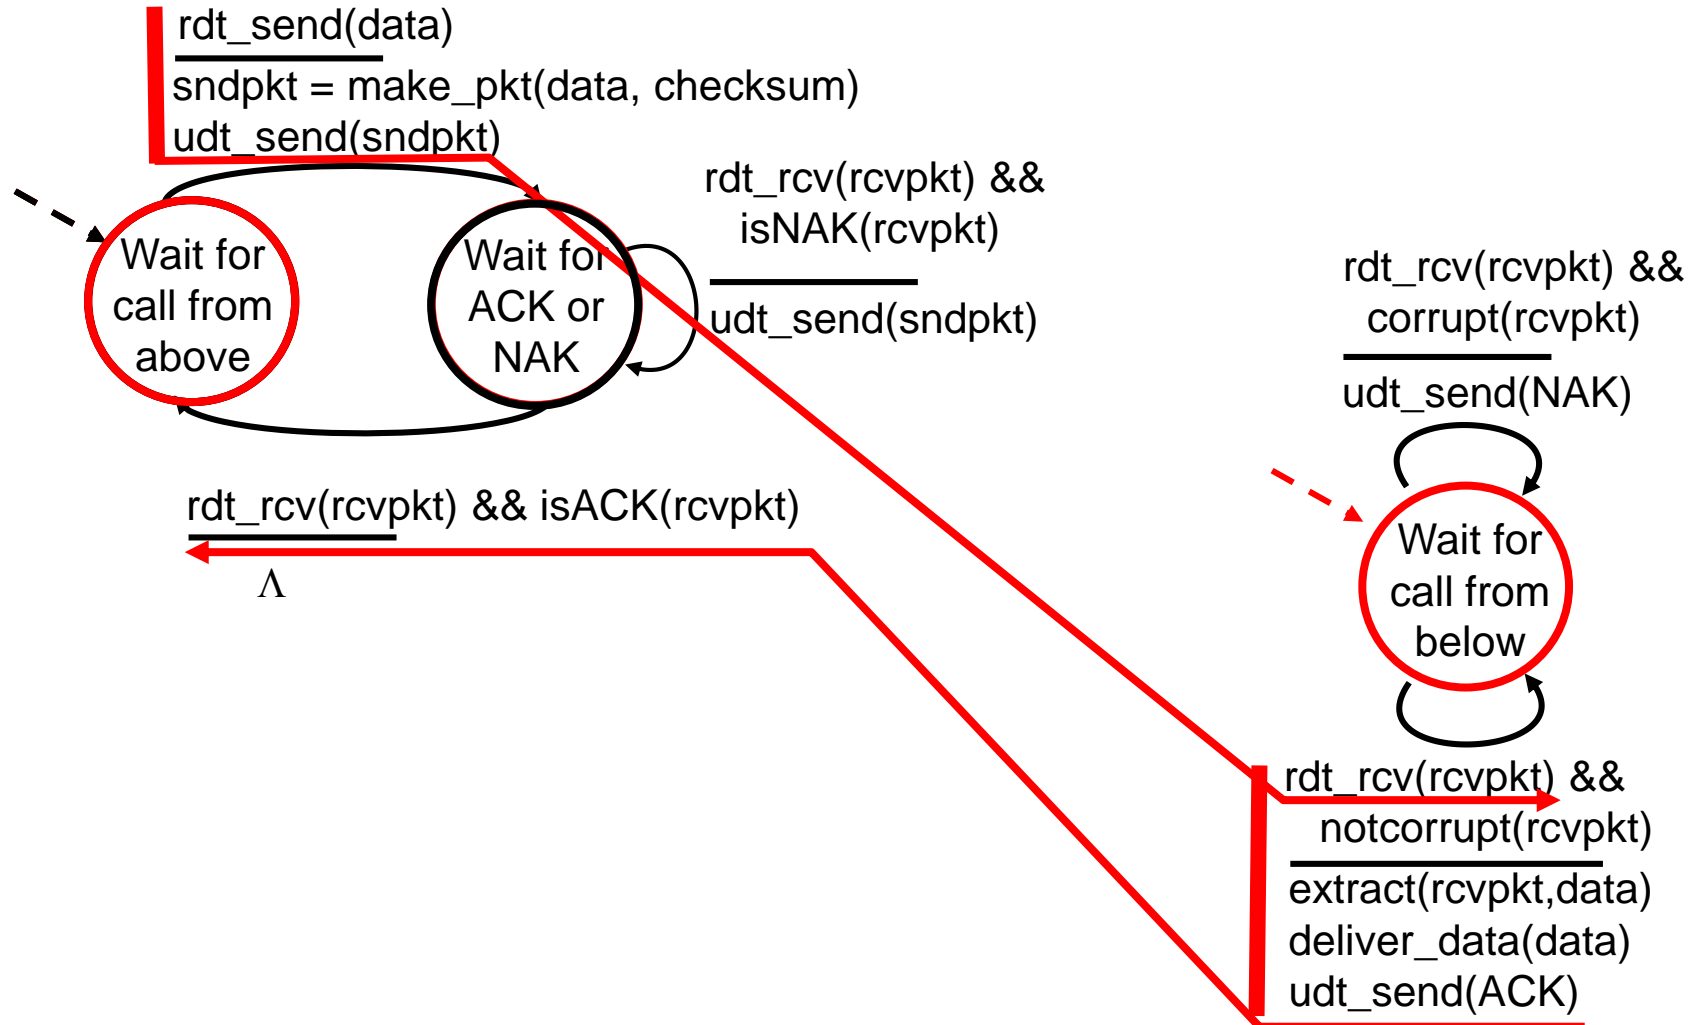 rdt_send(data)
sndpkt = make_pkt(data, checksum)
udt_send(sndpkt)
Wait for
call from
above
Wait for
ACK or
NAK
rdt_rcv(rcvpkt) &&
isNAK(rcvpkt)
udt_send(sndpkt)
rdt_rcv(rcvpkt) && isACK(rcvpkt)
Λ
rdt_rcv(rcvpkt) &&
corrupt(rcvpkt)
udt_send(NAK)
Wait for
call from
below
rdt_rcv(rcvpkt) &&
notcorrupt(rcvpkt)
extract(rcvpkt,data)
deliver_data(data)
udt_send(ACK)